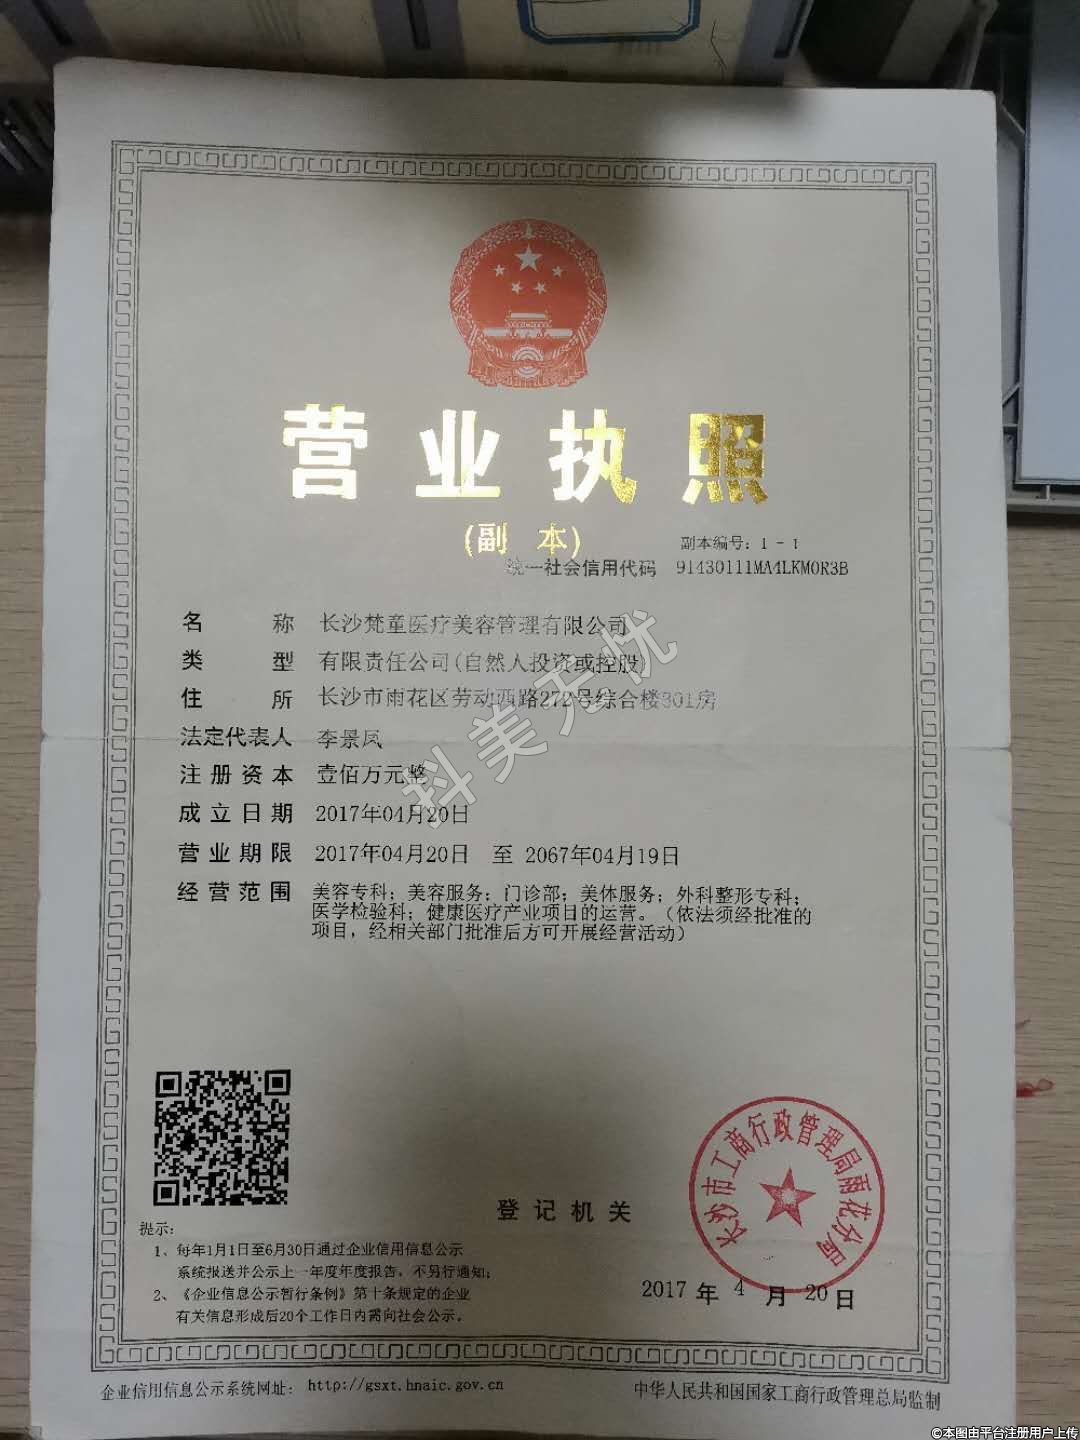 营业执照
(副 本)
副本编号: 1 - 1
统一社会信用代码 91430111MA4LKM0R3B
名 称 长沙梵童医疗美容管理有限公司
类 型 有限责任公司(自然人投资或控股)
住 所 长沙市雨花区劳动西路272号综合楼301房
法定代表人 李景凤
注册资本 壹佰万元整
成立日期 2017年04月20日
营业期限 2017年04月20日 至 2067年04月19日
经营范围 美容专科；美容服务；门诊部；美体服务；外科整形专科；
医学检验科；健康医疗产业项目的运营。（依法须经批准的
项目，经相关部门批准后方可开展经营活动）
抖美无忧
登记机关
长沙市工商行政管理局雨花分局
2017 年 4 月 20 日
提示:
1、每年1月1日至6月30日通过企业信用信息公示
系统报送并公示上一年度年度报告，不另行通知;
2、《企业信息公示暂行条例》第十条规定的企业
有关信息形成后20个工作日内需向社会公示。
企业信用信息公示系统网址: http://gsxt.hnaic.gov.cn
中华人民共和国国家工商行政管理总局监制
©本图由平台注册用户上传